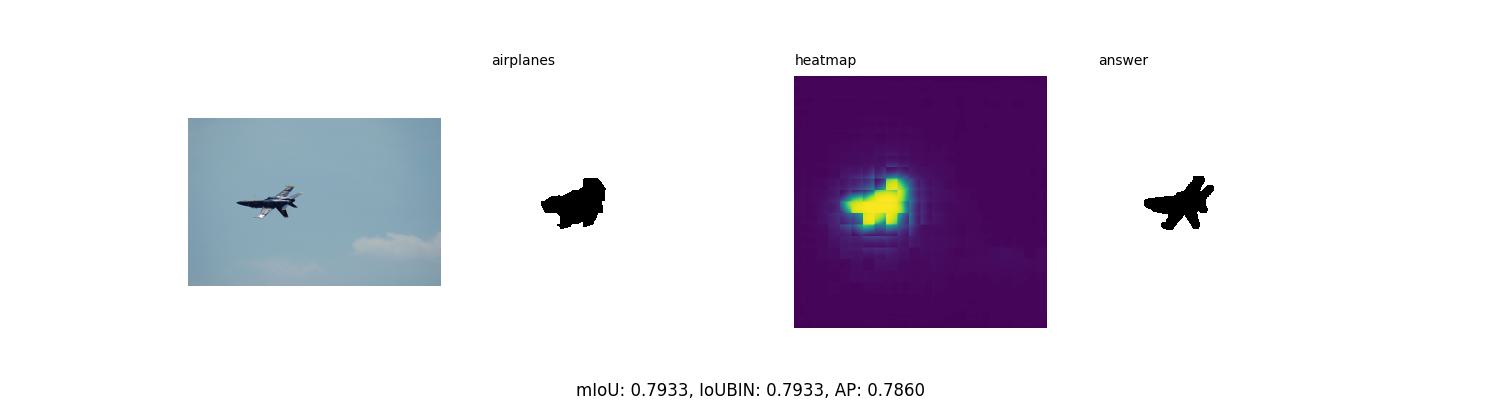 airplanes
heatmap
answer
mIoU: 0.7933, IoUBIN: 0.7933, AP: 0.7860